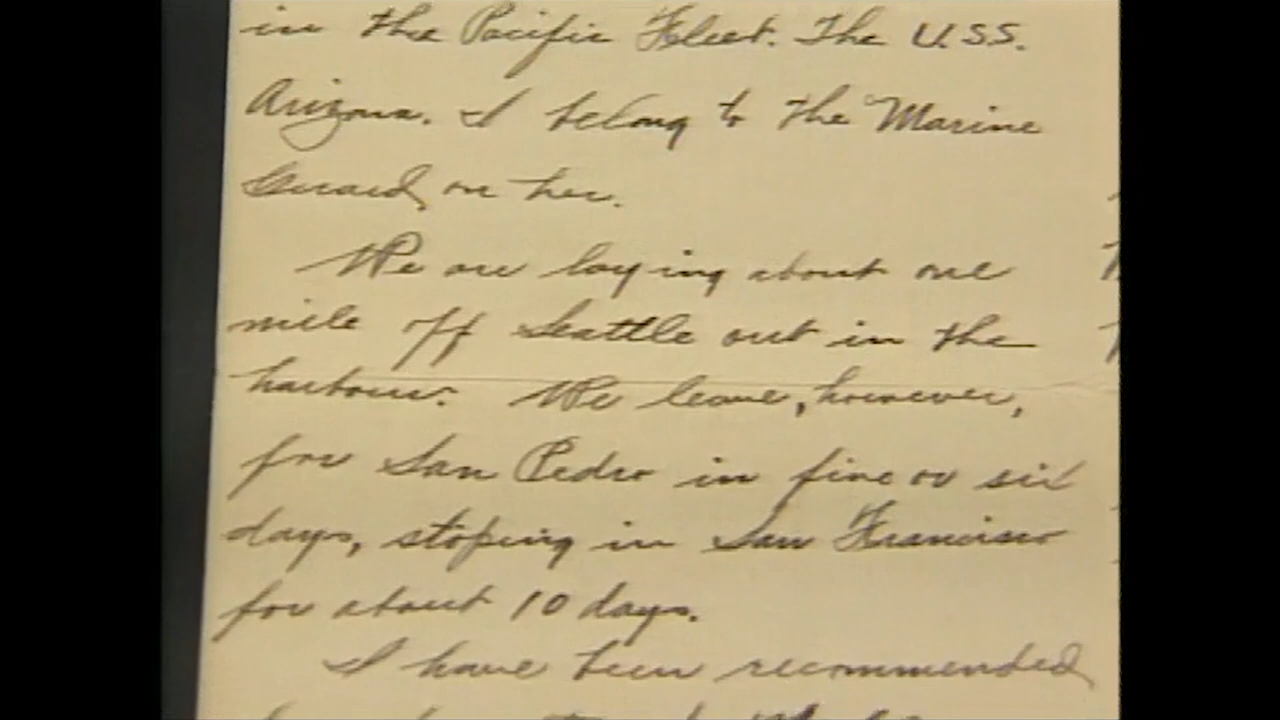 in the Pacific Fleet. The U.S.S.
Arizona. I belong to the Marine
Guard, on her.
We are laying about one
mile off Seattle out in the
harbour. We leave, however,
for San Pedro in five or six
days, stoping in San Francisco
for about 10 days.
I have been recommended